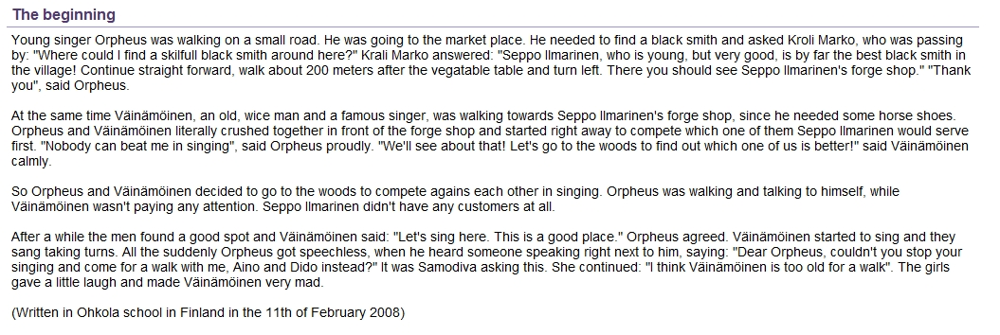 The beginning
Young singer Orpheus was walking on a small road. He was going to the market place. He needed to find a black smith and asked Kroli Marko, who was passing
by: "Where could I find a skilfull black smith around here?" Krali Marko answered: "Seppo Ilmarinen, who is young, but very good, is by far the best black smith in
the village! Continue straight forward, walk about 200 meters after the vegatable table and turn left. There you should see Seppo Ilmarinen's forge shop." "Thank
you", said Orpheus.
At the same time Väinämöinen, an old, wice man and a famous singer, was walking towards Seppo Ilmarinen's forge shop, since he needed some horse shoes.
Orpheus and Väinämöinen literally crushed together in front of the forge shop and started right away to compete which one of them Seppo Ilmarinen would serve
first. "Nobody can beat me in singing", said Orpheus proudly. "We'll see about that! Let's go to the woods to find out which one of us is better!" said Väinämöinen
calmly.
So Orpheus and Väinämöinen decided to go to the woods to compete agains each other in singing. Orpheus was walking and talking to himself, while
Väinämöinen wasn't paying any attention. Seppo Ilmarinen didn't have any customers at all.
After a while the men found a good spot and Väinämöinen said: "Let's sing here. This is a good place." Orpheus agreed. Väinämöinen started to sing and they
sang taking turns. All the suddenly Orpheus got speechless, when he heard someone speaking right next to him, saying: "Dear Orpheus, couldn't you stop your
singing and come for a walk with me, Aino and Dido instead?" It was Samodiva asking this. She continued: "I think Väinämöinen is too old for a walk". The girls
gave a little laugh and made Väinämöinen very mad.
(Written in Ohkola school in Finland in the 11th of February 2008)